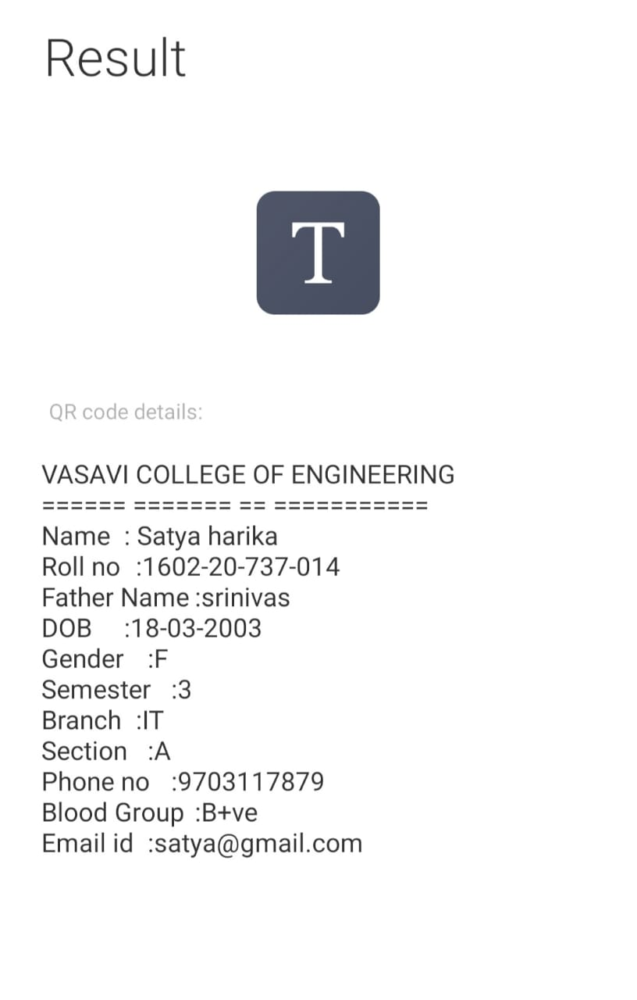 Result
T
QR code details:
VASAVI COLLEGE OF ENGINEERING
====== ======= == ===========
Name : Satya harika
Roll no :1602-20-737-014
Father Name :srinivas
DOB :18-03-2003
Gender :F
Semester :3
Branch :IT
Section :A
Phone no :9703117879
Blood Group :B+ve
Email id :satya@gmail.com